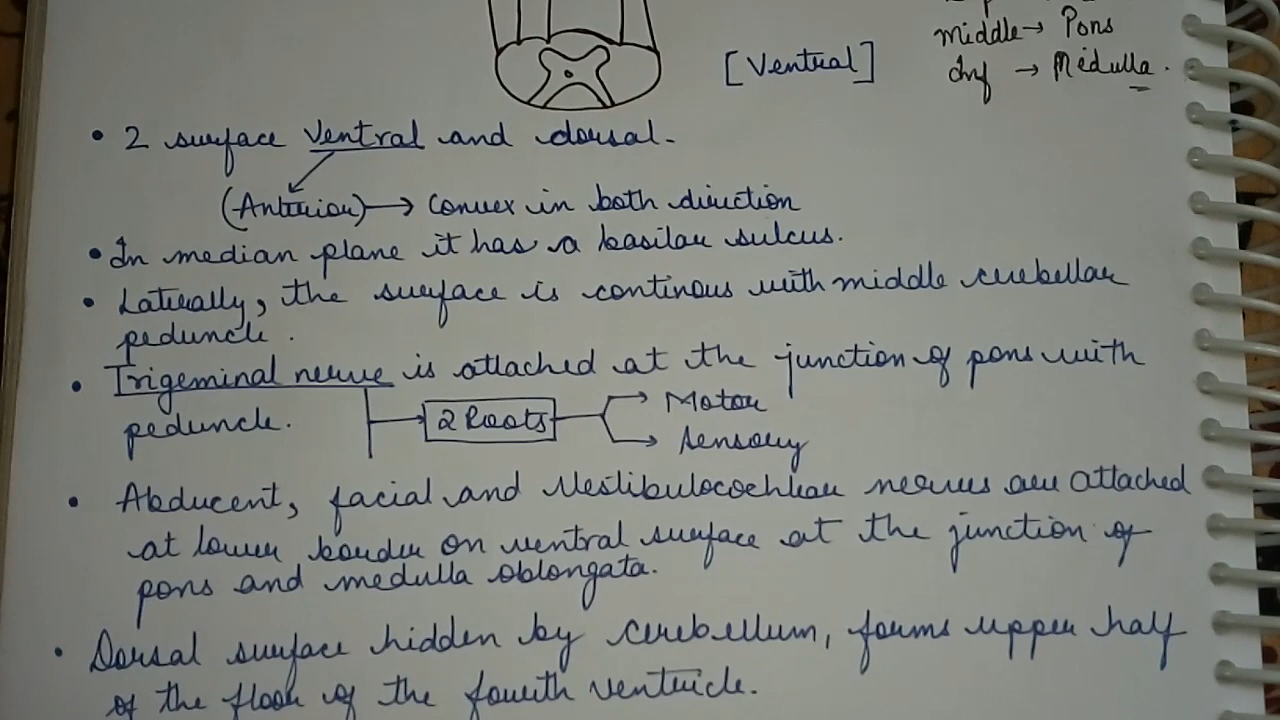 middle → Pons
[Ventral]
Inf → Medulla.
• 2 surface Ventral and dorsal.
(Anterior) → Convex in both direction
• In median plane it has a basilar sulcus.
• Laterally, the surface is continous with middle cerebellar
peduncle.
• Trigeminal nerve is attached at the junction of pons with
peduncle.
2 Roots
Motor
Sensory
• Abducent, facial and Vestibulocochlear nerves are attached
at lower border on ventral surface at the junction of
pons and medulla oblongata.
• Dorsal surface hidden by cerebellum, forms upper half
of the floor of the fourth ventricle.